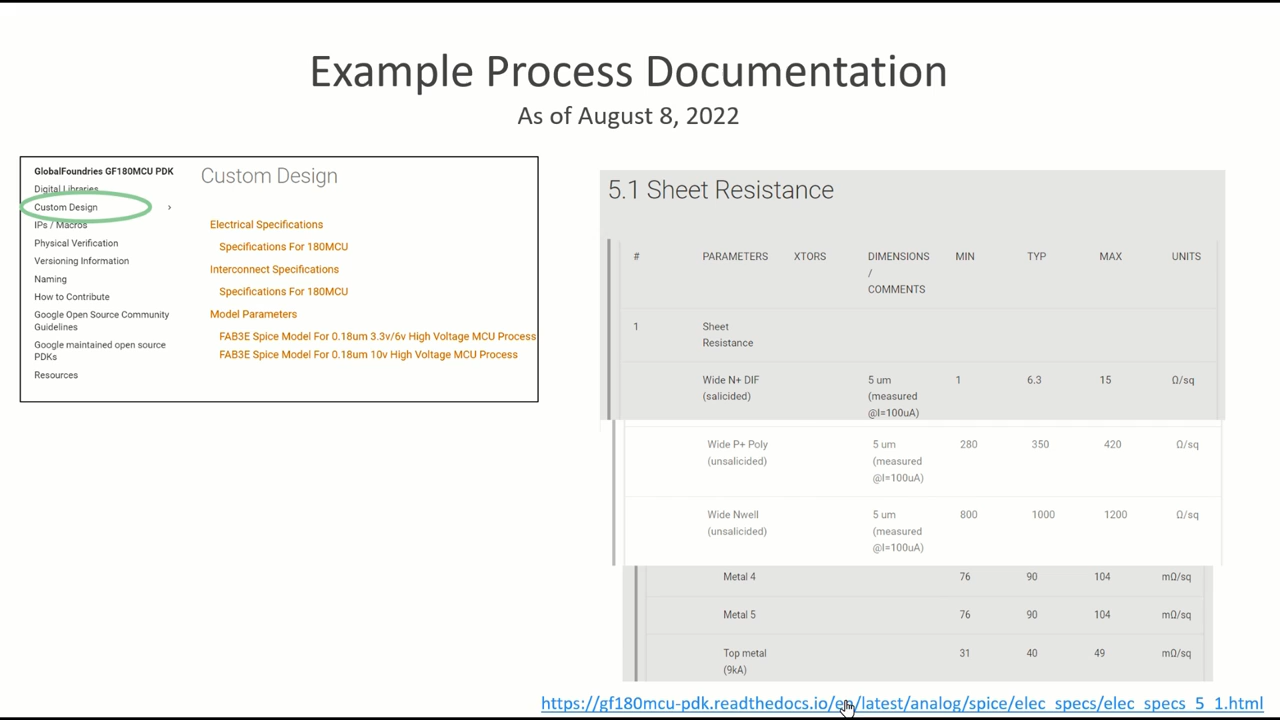 Example Process Documentation
As of August 8, 2022
GlobalFoundries GF180MCU PDK
Digital Libraries
Custom Design
IPs / Macros
Physical Verification
Versioning Information
Naming
How to Contribute
Google Open Source Community
Guidelines
Google maintained open source
PDKs
Resources
Custom Design
Electrical Specifications
Specifications For 180MCU
Interconnect Specifications
Specifications For 180MCU
Model Parameters
FAB3E Spice Model For 0.18um 3.3v/6v High Voltage MCU Process
FAB3E Spice Model For 0.18um 10v High Voltage MCU Process
5.1 Sheet Resistance
# PARAMETERS XTORS DIMENSIONS MIN TYP MAX UNITS
/
COMMENTS
1 Sheet
Resistance
Wide N+ DIF 5 um 1 6.3 15 Ω/sq
(salicided) (measured
@I=100uA)
Wide P+ Poly 5 um 280 350 420 Ω/sq
(unsalicided) (measured
@I=100uA)
Wide Nwell 5 um 800 1000 1200 Ω/sq
(unsalicided) (measured
@I=100uA)
Metal 4 76 90 104 mΩ/sq
Metal 5 76 90 104 mΩ/sq
Top metal 31 40 49 mΩ/sq
(9kA)
https://gf180mcu-pdk.readthedocs.io/en/latest/analog/spice/elec_specs/elec_specs_5_1.html